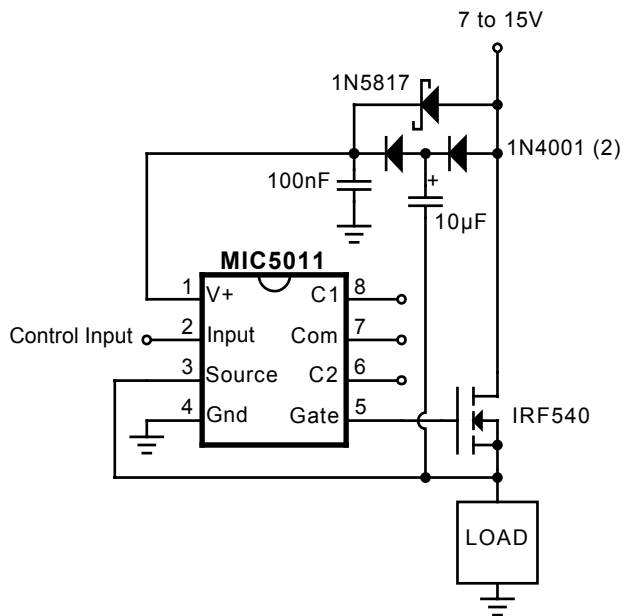 7 to 15V
1N5817
1N4001 (2)
100nF
+
10µF
MIC5011
1 V+ C1 8
Control Input 2 Input Com 7
3 Source C2 6
4 Gnd Gate 5
IRF540
LOAD